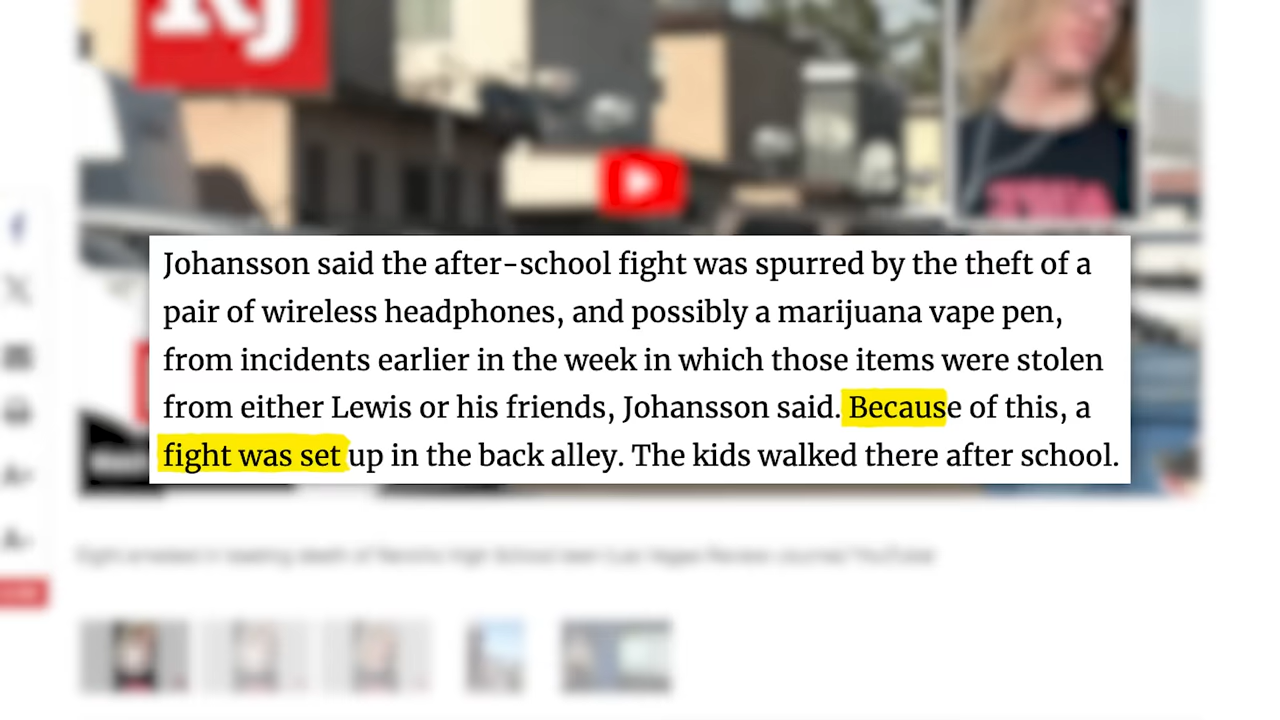 RJ
Johansson said the after-school fight was spurred by the theft of a
pair of wireless headphones, and possibly a marijuana vape pen,
from incidents earlier in the week in which those items were stolen
from either Lewis or his friends, Johansson said. Because of this, a
fight was set up in the back alley. The kids walked there after school.